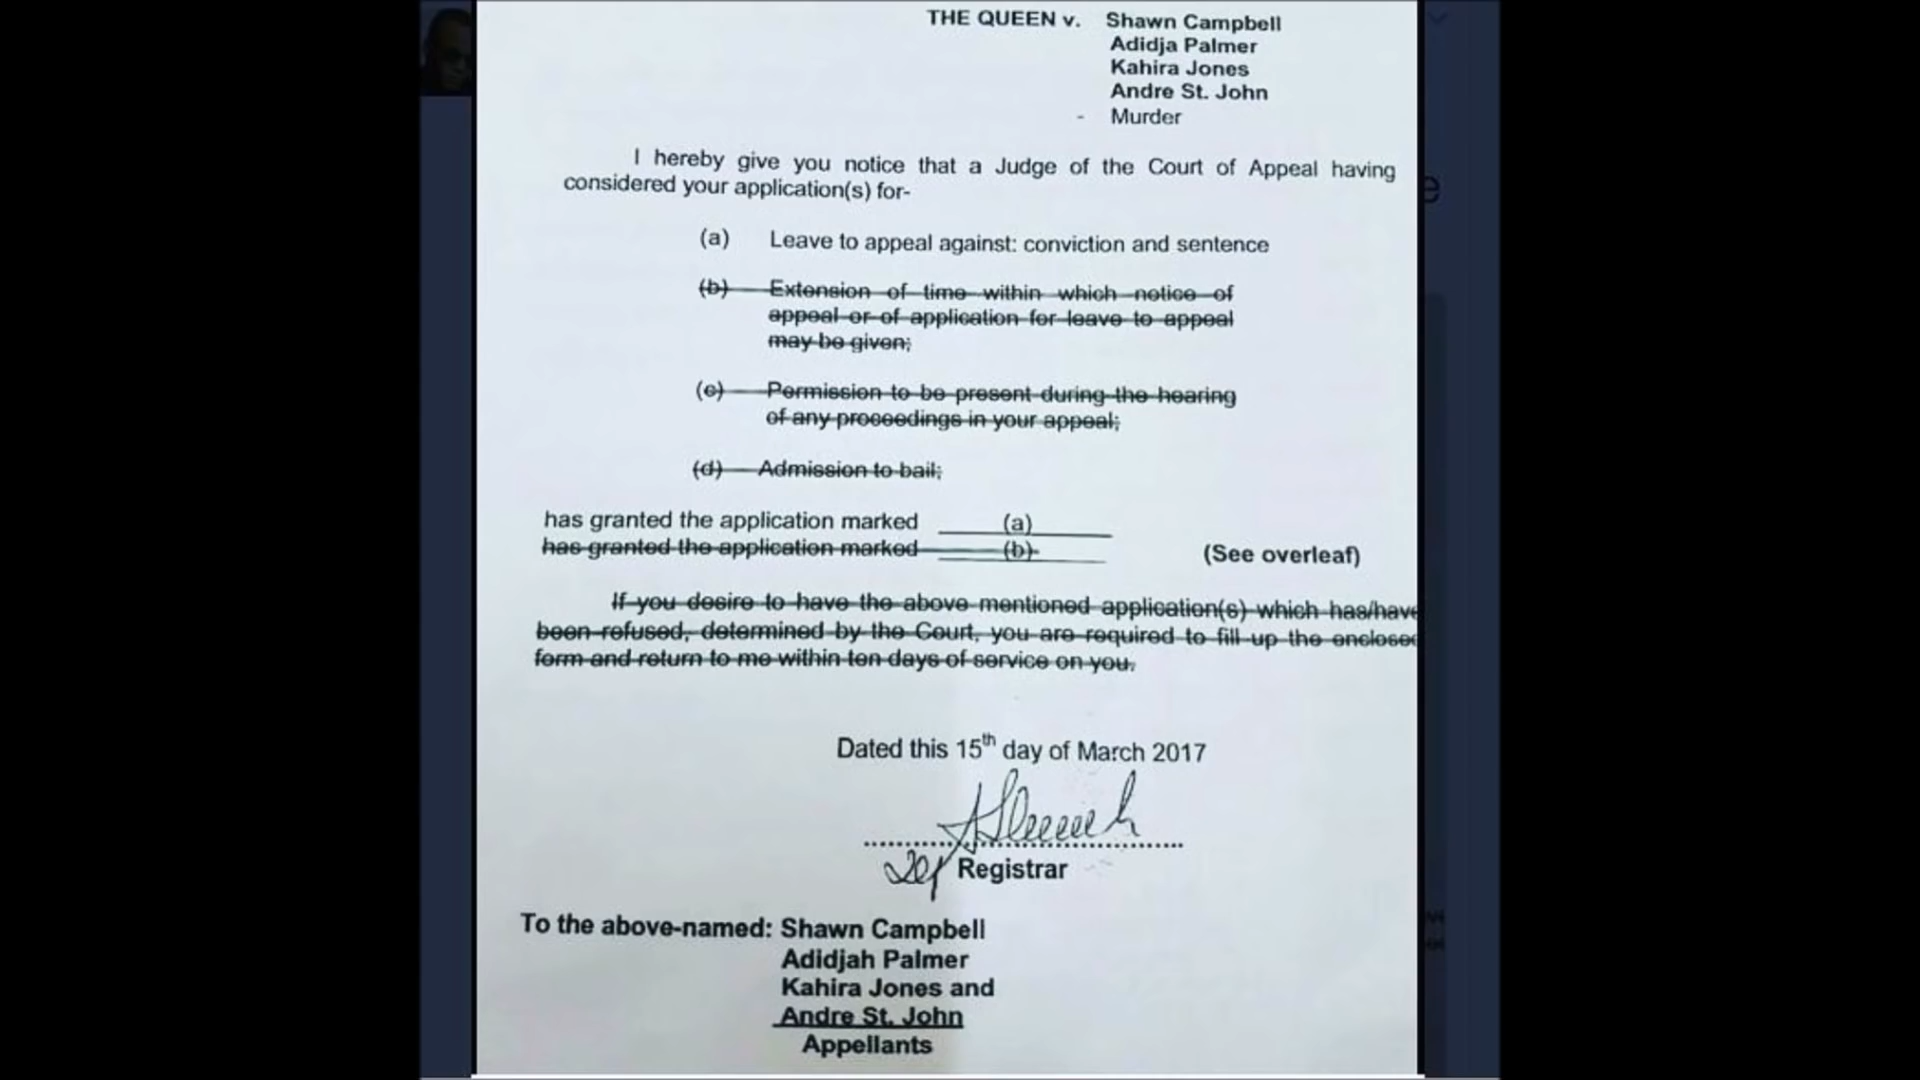 THE QUEEN v. Shawn Campbell
Adidja Palmer
Kahira Jones
Andre St. John
- Murder
I hereby give you notice that a Judge of the Court of Appeal having
considered your application(s) for-
(a) Leave to appeal against: conviction and sentence
(b) Extension of time within which notice of
appeal or of application for leave to appeal
may be given;
(c) Permission to be present during the hearing
of any proceedings in your appeal;
(d) Admission to bail;
has granted the application marked (a)
has granted the application marked (b)
(See overleaf)
If you desire to have the above mentioned application(s) which has/have
been refused, determined by the Court, you are required to fill up the enclosed
form and return to me within ten days of service on you.
Dated this 15th day of March 2017
Registrar
To the above-named: Shawn Campbell
Adidjah Palmer
Kahira Jones and
Andre St. John
Appellants